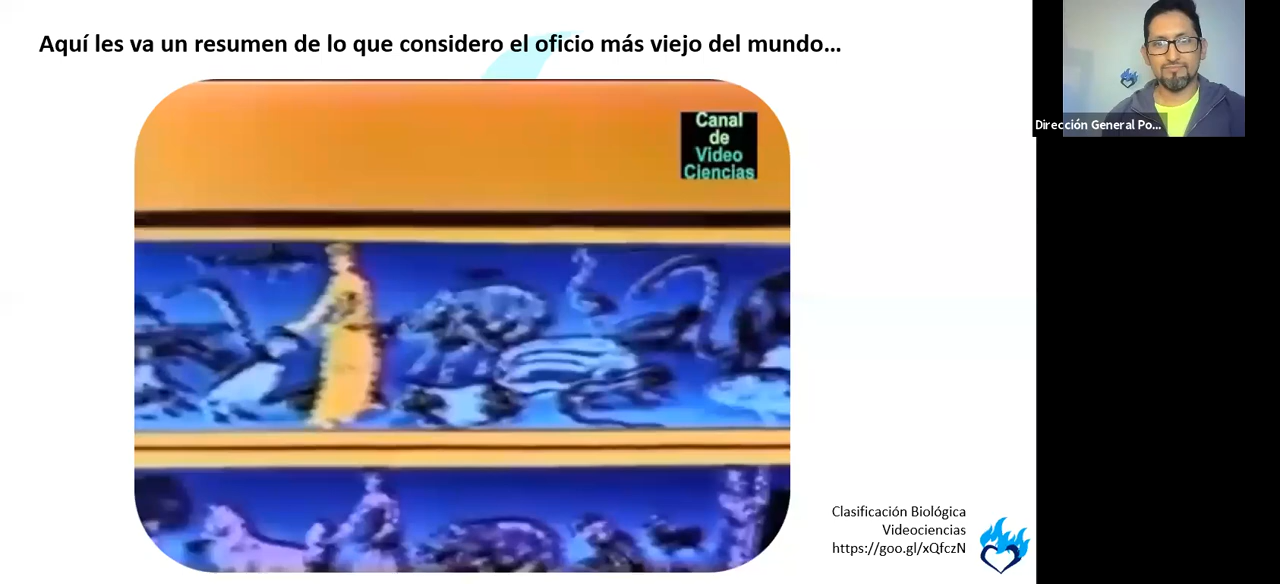 Aquí les va un resumen de lo que considero el oficio más viejo del mundo...
Canal
de
Video
Ciencias
Dirección General Po...
Clasificación Biológica
Videociencias
https://goo.gl/xQfczN